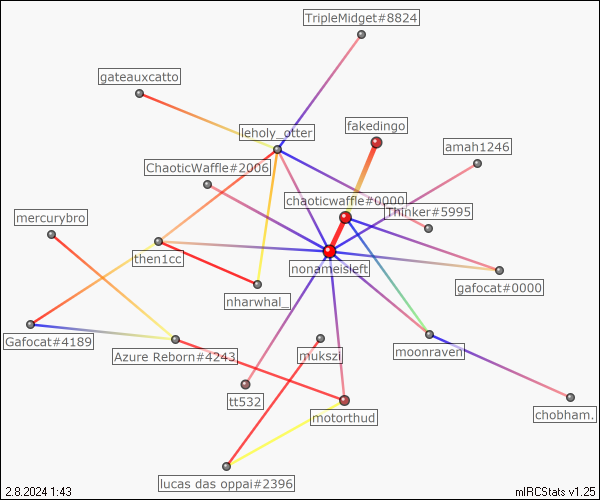 TripleMidget#8824
gateauxcatto
fakedingo
leholy_otter
amah1246
ChaoticWaffle#2006
chaoticwaffle#0000
Thinker#5995
mercurybro
then1cc
nonameisleft
gafocat#0000
nharwhal_
Gafocat#4189
Azure Reborn#4243
mukszi
moonraven
tt532
motorthud
chobham.
lucas das oppai#2396
2.8.2024 1:43
mIRCStats v1.25